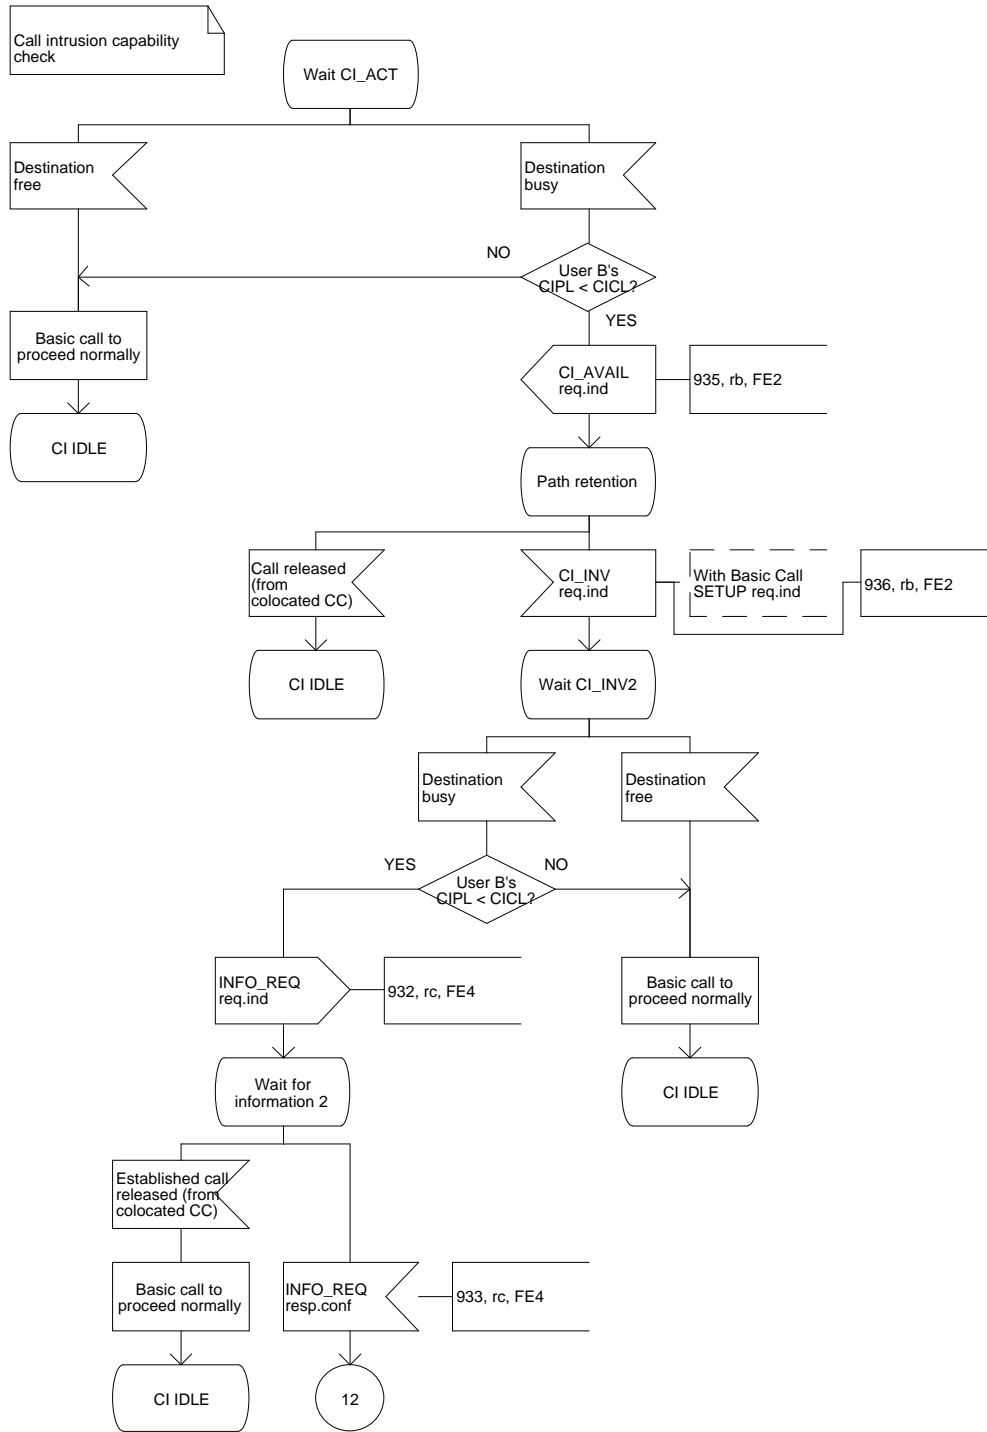 Call intrusion capability
check
Wait CI_ACT
Destination
free
Destination
busy
NO
User B's
CIPL < CICL?
YES
Basic call to
proceed normally
CI_AVAIL
req.ind
935, rb, FE2
CI IDLE
Path retention
Call released
(from
colocated CC)
CI_INV
req.ind
With Basic Call
SETUP req.ind
936, rb, FE2
CI IDLE
Wait CI_INV2
Destination
busy
Destination
free
YES
NO
User B's
CIPL < CICL?
INFO_REQ
req.ind
932, rc, FE4
Basic call to
proceed normally
Wait for
information 2
CI IDLE
Established call
released (from
colocated CC)
Basic call to
proceed normally
INFO_REQ
resp.conf
933, rc, FE4
CI IDLE
12